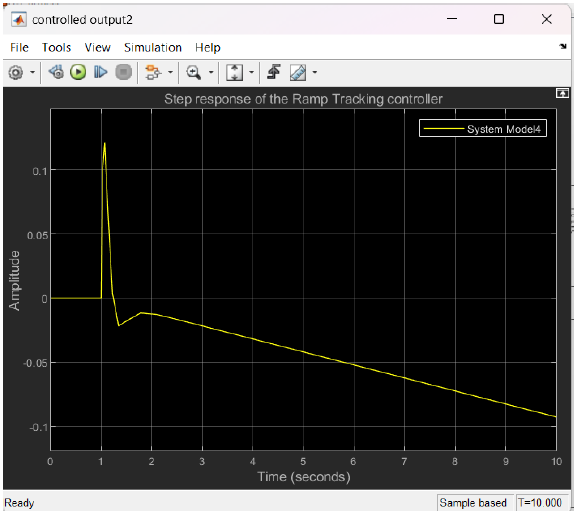 controlled output2
File Tools View Simulation Help
Step response of the Ramp Tracking controller
System Model4
0.1
0.05
0
-0.05
-0.1
Amplitude
0 1 2 3 4 5 6 7 8 9 10
Time (seconds)
Ready
Sample based T=10.000